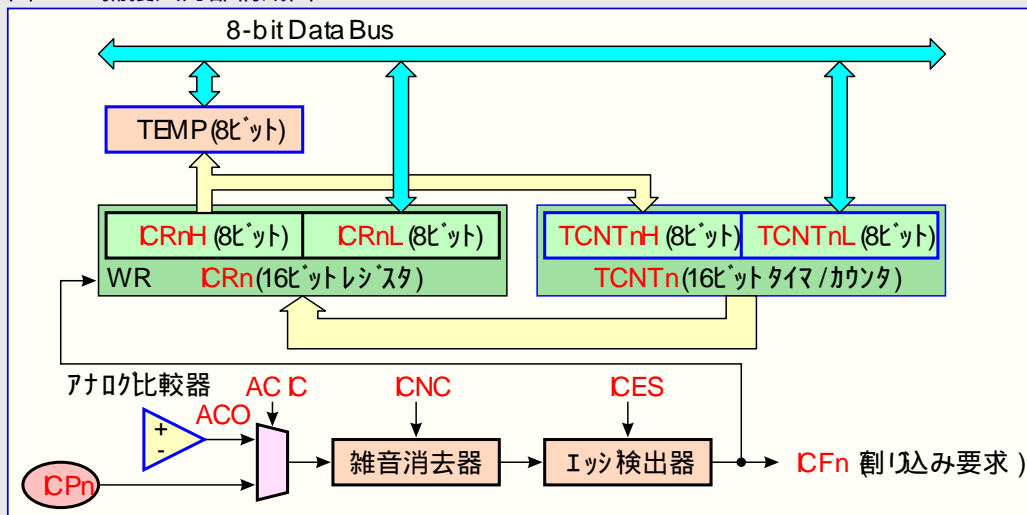 8-bit Data Bus
TEMP (8ビット)
ICRnH (8ビット) ICRnL (8ビット)
TCNTnH (8ビット) TCNTnL (8ビット)
WR ICRn (16ビット レジスタ)
TCNTn (16ビット タイマ/カウンタ)
アナログ比較器
ACIC
ICNC
ICES
ACO
+
-
雑音消去器
エッジ検出器
ICFn (割り込み要求)
ICPn